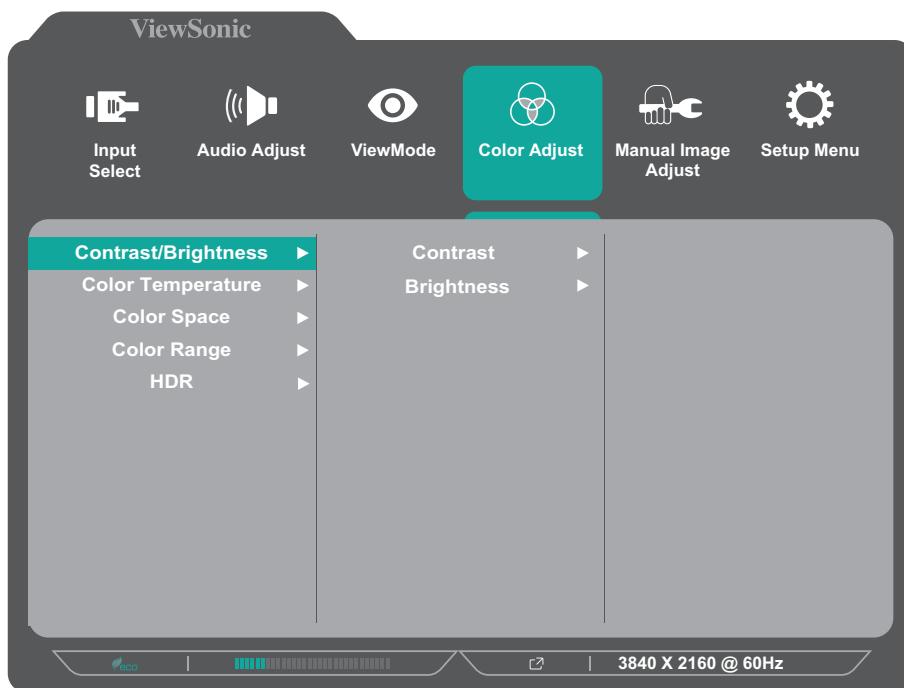 ViewSonic
Input Select
Audio Adjust
ViewMode
Color Adjust
Manual Image Adjust
Setup Menu
Contrast/Brightness
Color Temperature
Color Space
Color Range
HDR
Contrast
Brightness
eco
3840 X 2160 @ 60Hz